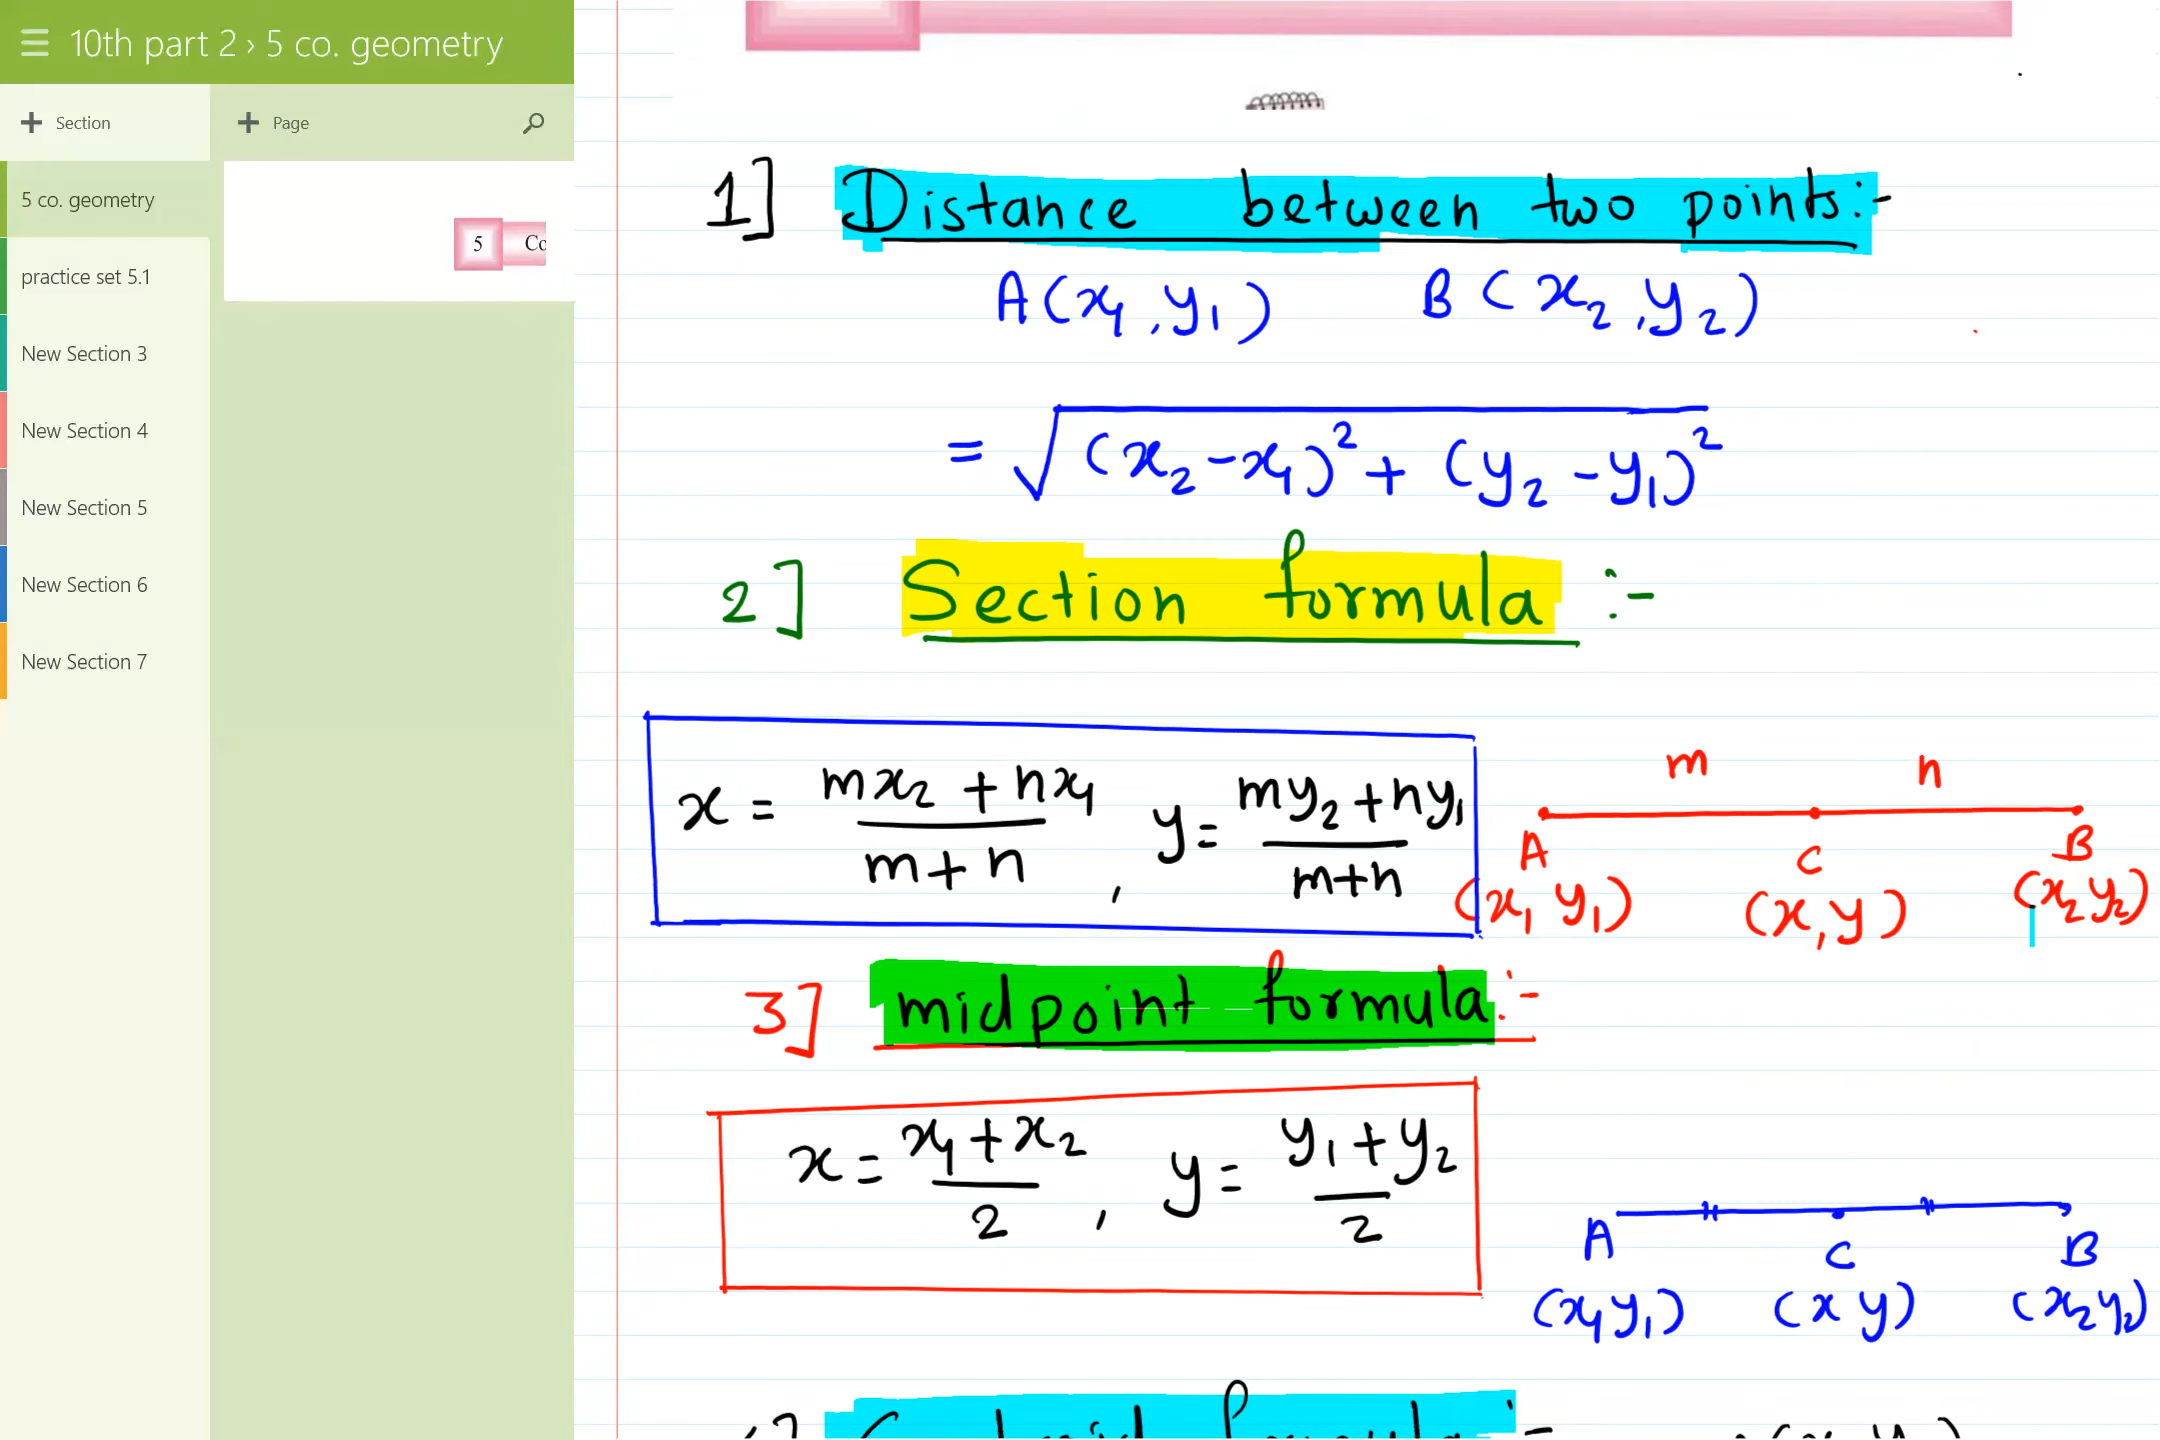 10th part 2 › 5 co. geometry
+ Section
+ Page
5 co. geometry
practice set 5.1
New Section 3
New Section 4
New Section 5
New Section 6
New Section 7
5 Co
1] Distance between two points:-
A(x₁,y₁) B(x₂,y₂)
= √(x₂-x₁)²+(y₂-y₁)²
2] Section formula :-
x = mx₂+nx₁/m+n , y = my₂+ny₁/m+n
m n
A C B
(x₁ y₁) (x,y) (x₂ y₂)
3] midpoint formula:-
x = x₁+x₂/2 , y = y₁+y₂/2
A C B
(x₁ y₁) (x y) (x₂ y₂)
formula:-